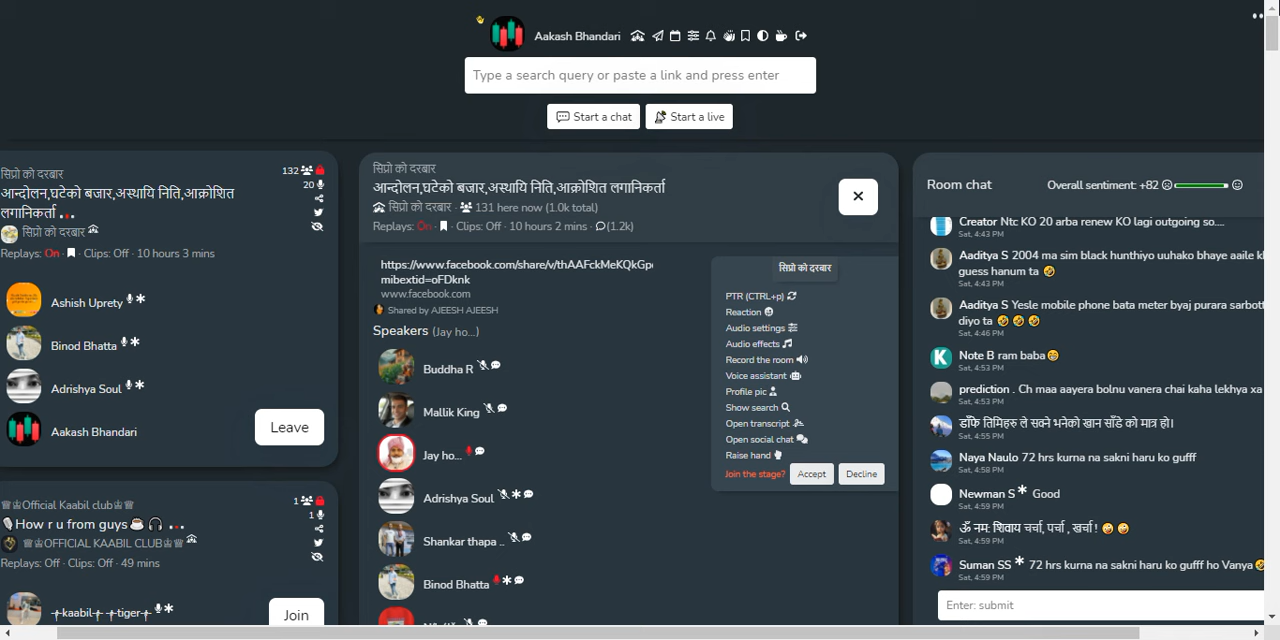 Aakash Bhandari
Type a search query or paste a link and press enter
Start a chat
Start a live
सिप्रो को दरबार
132
आन्दोलन,घटेको बजार,अस्थायि निति,आक्रोशित
20
लगानिकर्ता
सिप्रो को दरबार
Replays: On · Clips: Off · 10 hours 3 mins
Ashish Uprety
Binod Bhatta
Adrishya Soul
Aakash Bhandari
Leave
♕♔Official Kaabil club♔♕
1
How r u from guys
1
♕♔OFFICIAL KAABIL CLUB♔♕
Replays: Off · Clips: Off · 49 mins
kaabil tiger
Join
सिप्रो को दरबार
आन्दोलन,घटेको बजार,अस्थायि निति,आक्रोशित लगानिकर्ता
सिप्रो को दरबार · 131 here now (1.0k total)
Replays: On · Clips: Off · 10 hours 2 mins · (1.2k)
https://www.facebook.com/share/v/thAAFckMeKQkGp
mibextid=oFDknk
www.facebook.com
Shared by AJEESH AJEESH
Speakers (Jay ho...)
Buddha R
Mallik King
Jay ho...
Adrishya Soul
Shankar thapa ..
Binod Bhatta
सिप्रो को दरबार
PTR (CTRL+p)
Reaction
Audio settings
Audio effects
Record the room
Voice assistant
Profile pic
Show search
Open transcript
Open social chat
Raise hand
Join the stage? Accept Decline
Room chat
Overall sentiment: +82
Creator Ntc KO 20 arba renew KO lagi outgoing so....
Sat, 4:43 PM
Aaditya S 2004 ma sim black hunthiyo uuhako bhaye aaile k
guess hanum ta 🤣
Sat, 4:43 PM
Aaditya S Yesle mobile phone bata meter byaj purara sarbott
diyo ta 🤣 🤣 🤣
Sat, 4:46 PM
Note B ram baba😁
Sat, 4:53 PM
prediction . Ch maa aayera bolnu vanera chai kaha lekhya xa
Sat, 4:53 PM
डाँफे तिमिहरु ले सक्ने भनेको खान साँडे को मात्र हो।
Sat, 4:55 PM
Naya Naulo 72 hrs kurna na sakni haru ko gufff
Sat, 4:58 PM
Newman S * Good
Sat, 4:59 PM
ॐ नम: शिवाय चर्चा, पर्चा , खर्चा ! 😜 😜
Sat, 4:59 PM
Suman SS * 72 hrs kurna na sakni haru ko gufff ho Vanya
Sat, 4:59 PM
Enter: submit